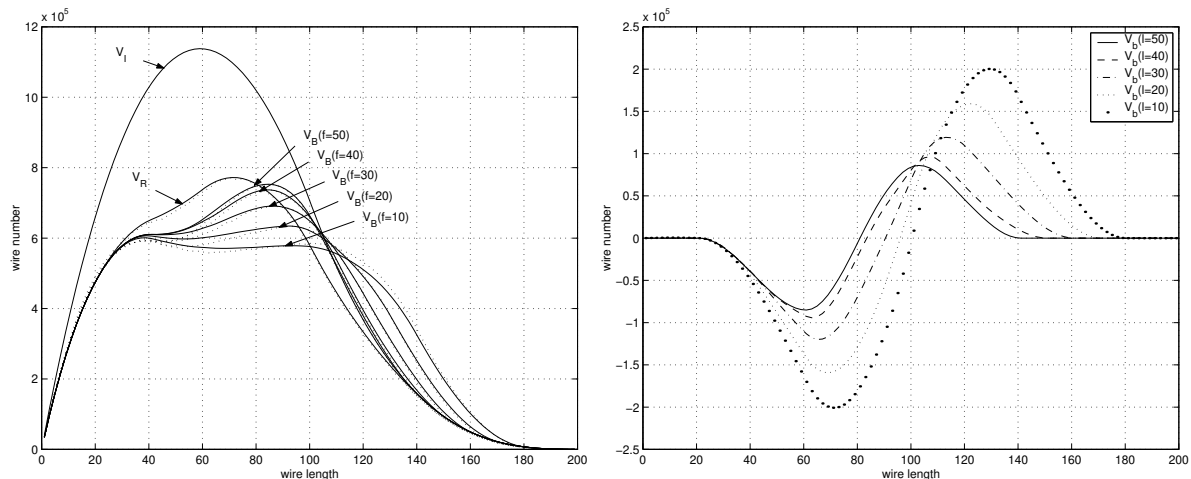 x 10⁵
12
10
8
6
4
2
0
0 20 40 60 80 100 120 140 160 180 200
wire length
wire number
V_I
V_R
V_B(f=50)
V_B(f=40)
V_B(f=30)
V_B(f=20)
V_B(f=10)
x 10⁵
2.5
2
1.5
1
0.5
0
−0.5
−1
−1.5
−2
−2.5
0 20 40 60 80 100 120 140 160 180 200
wire length
wire number
V_b(l=50)
V_b(l=40)
V_b(l=30)
V_b(l=20)
V_b(l=10)